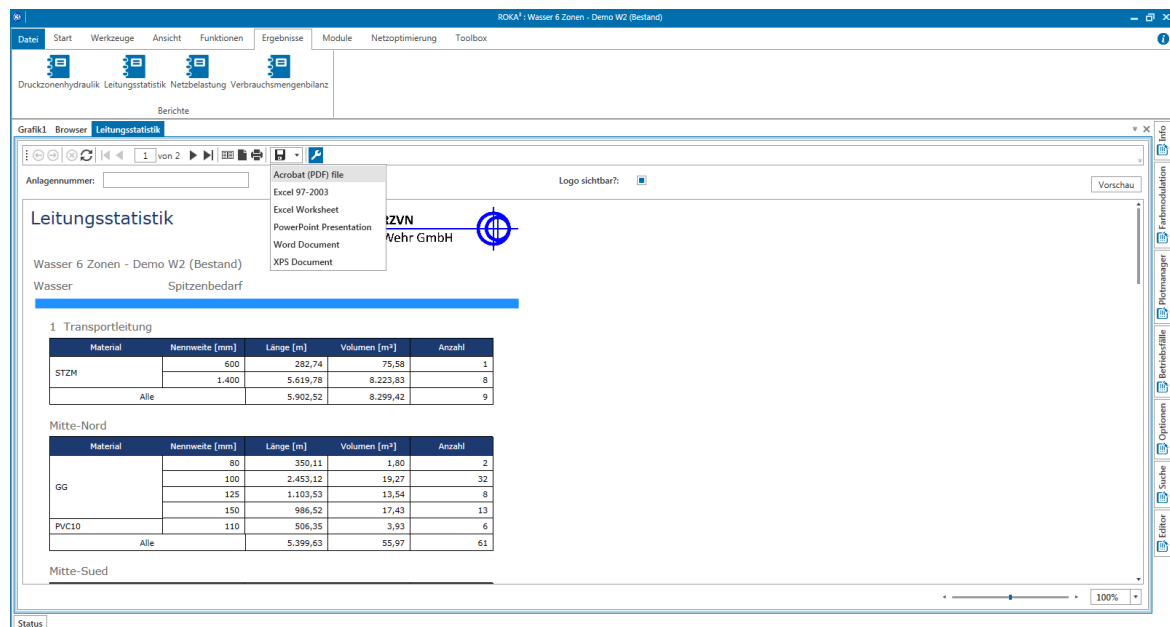 ROKA³ : Wasser 6 Zonen - Demo W2 (Bestand)
Datei Start Werkzeuge Ansicht Funktionen Ergebnisse Module Netzoptimierung Toolbox
Druckzonenhydraulik Leitungsstatistik Netzbelastung Verbrauchsmengenbilanz
Berichte
Grafik1 Browser Leitungsstatistik
1 von 2
Anlagennummer: Logo sichtbar?: Vorschau
Acrobat (PDF) file
Excel 97-2003
Excel Worksheet
PowerPoint Presentation
Word Document
XPS Document
Leitungsstatistik
RZVN
Wehr GmbH
Wasser 6 Zonen - Demo W2 (Bestand)
Wasser Spitzenbedarf
1 Transportleitung
Material Nennweite [mm] Länge [m] Volumen [m³] Anzahl
STZM 600 282,74 75,58 1
1.400 5.619,78 8.223,83 8
Alle 5.902,52 8.299,42 9
Mitte-Nord
Material Nennweite [mm] Länge [m] Volumen [m³] Anzahl
GG 80 350,11 1,80 2
100 2.453,12 19,27 32
125 1.103,53 13,54 8
150 986,52 17,43 13
PVC10 110 506,35 3,93 6
Alle 5.399,63 55,97 61
Mitte-Sued
100%
Status
Info
Farbmodulation
Plotmanager
Betriebsfälle
Optionen
Suche
Editor